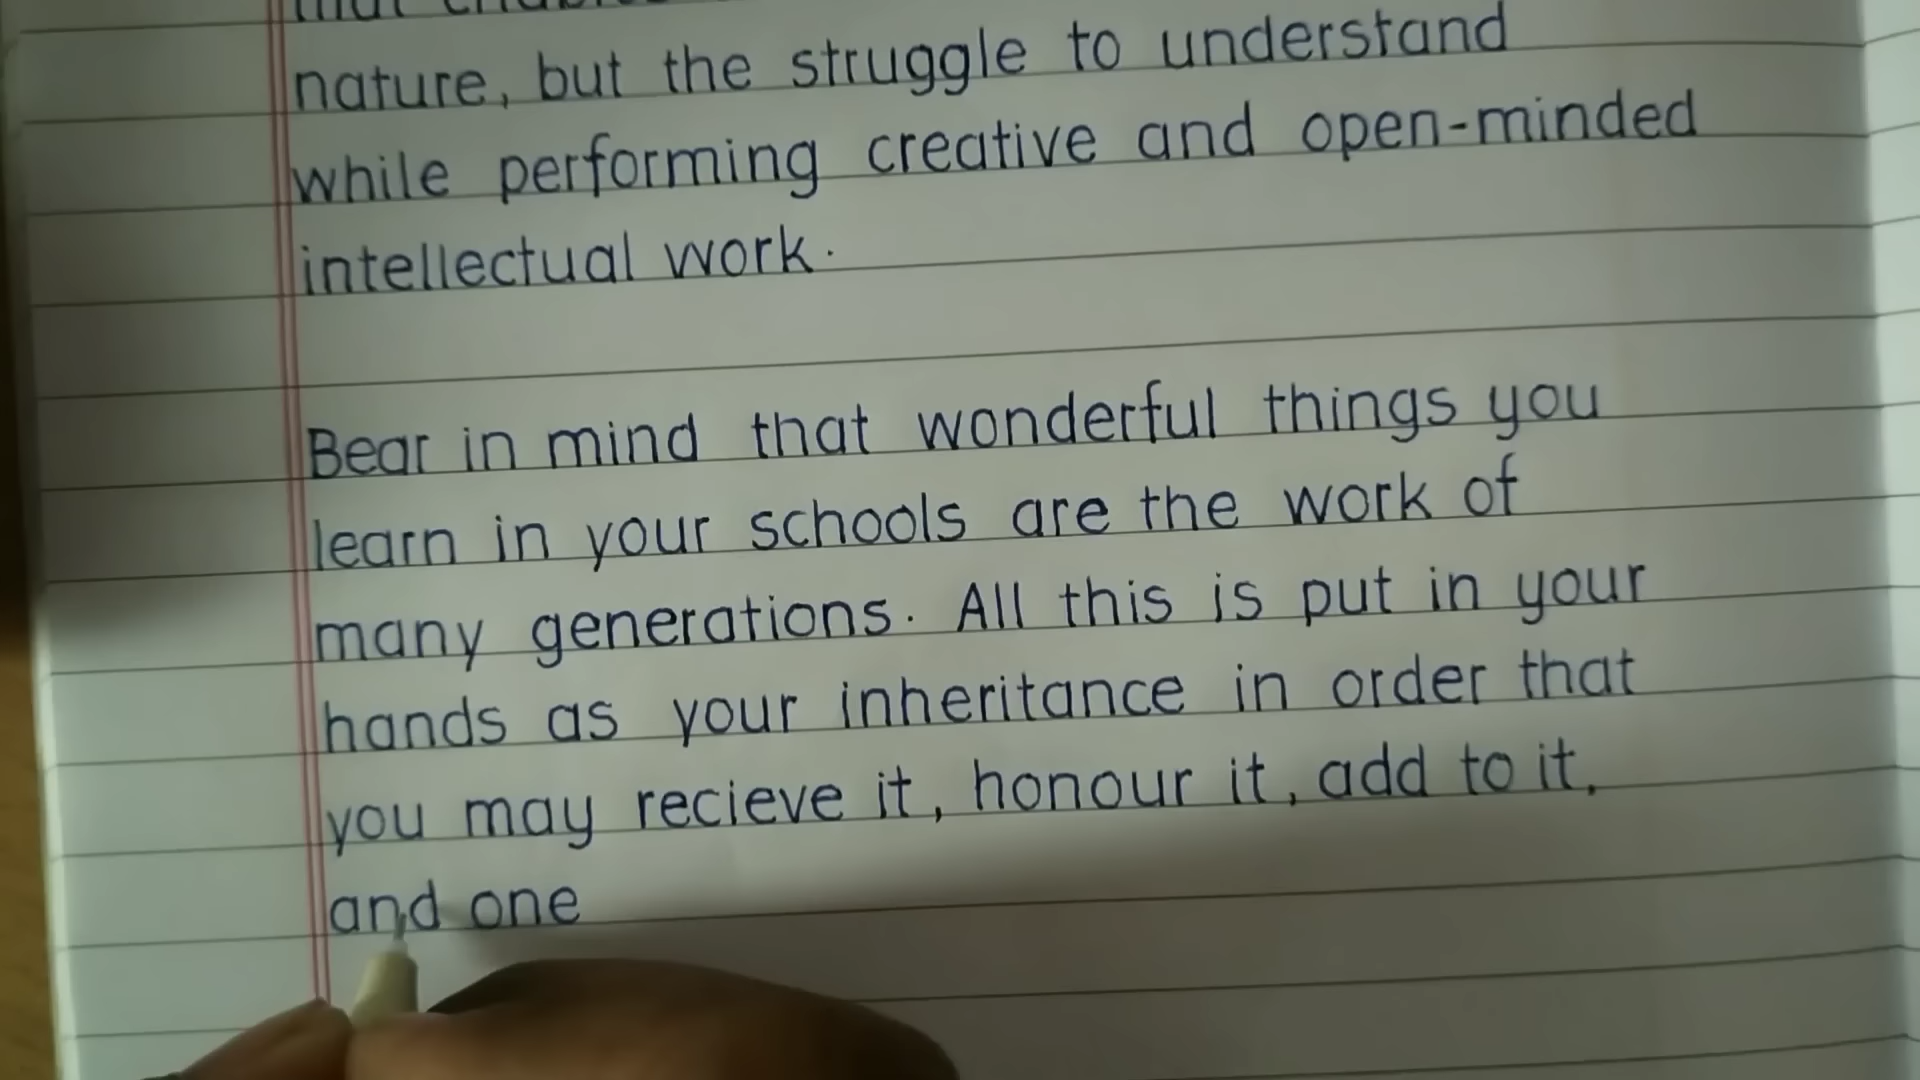 nature, but the struggle to understand
while performing creative and open-minded
intellectual work.
Bear in mind that wonderful things you
learn in your schools are the work of
many generations. All this is put in your
hands as your inheritance in order that
you may recieve it, honour it, add to it,
and one